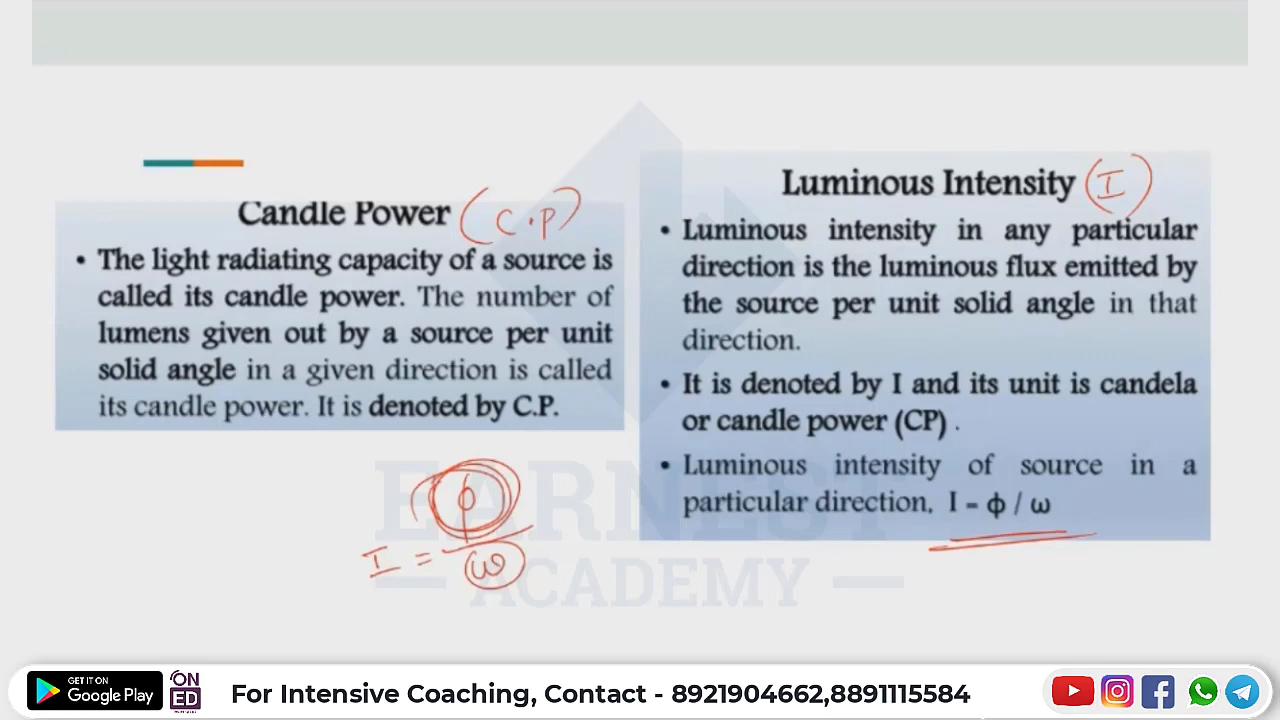 Candle Power (C.P)
• The light radiating capacity of a source is
called its candle power. The number of
lumens given out by a source per unit
solid angle in a given direction is called
its candle power. It is denoted by C.P.
Luminous Intensity (I)
• Luminous intensity in any particular
direction is the luminous flux emitted by
the source per unit solid angle in that
direction.
• It is denoted by I and its unit is candela
or candle power (CP) .
• Luminous intensity of source in a
particular direction, I = ϕ / ω
I = ϕ / ω
EARNEST
ACADEMY
GET IT ON
Google Play
ON
ED
For Intensive Coaching, Contact - 8921904662,8891115584